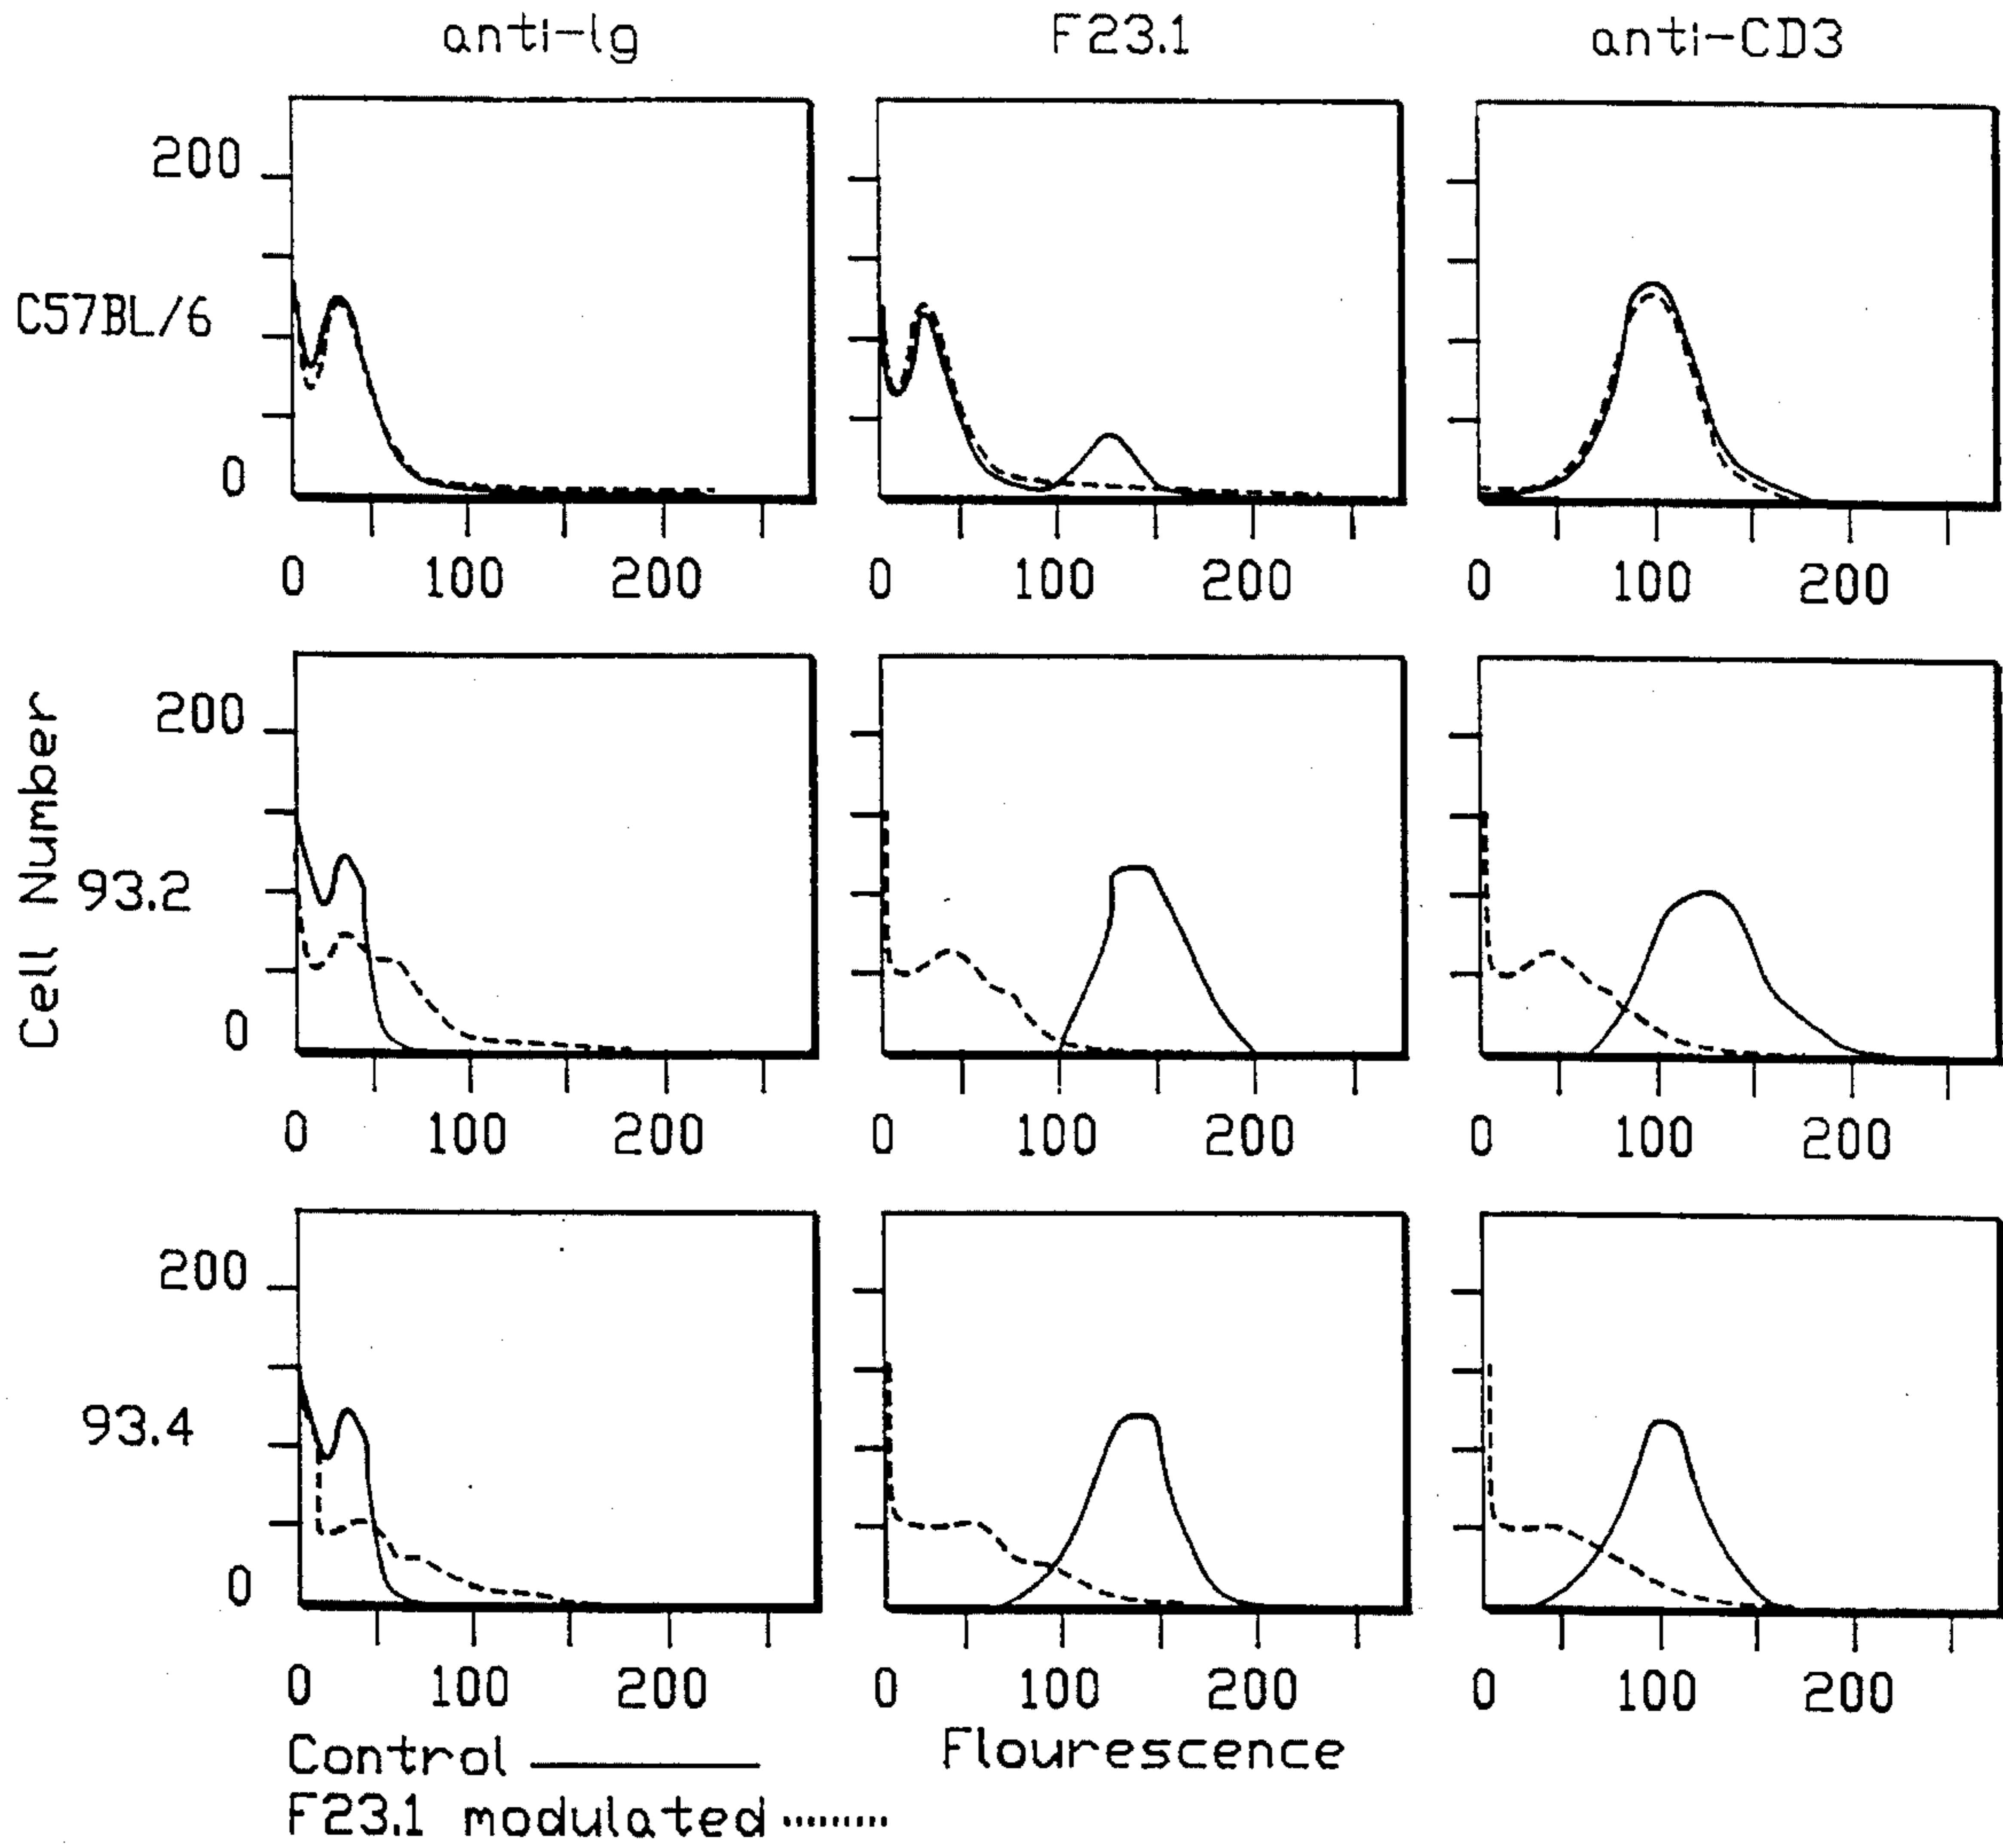 anti-Ig F23.1 anti-CD3
200
C57BL/6
0
0 100 200 0 100 200 0 100 200
Cell Number
200
93.2
0
0 100 200 0 100 200 0 100 200
200
93.4
0
0 100 200 0 100 200 0 100 200
Control
Flourescence
F23.1 modulated